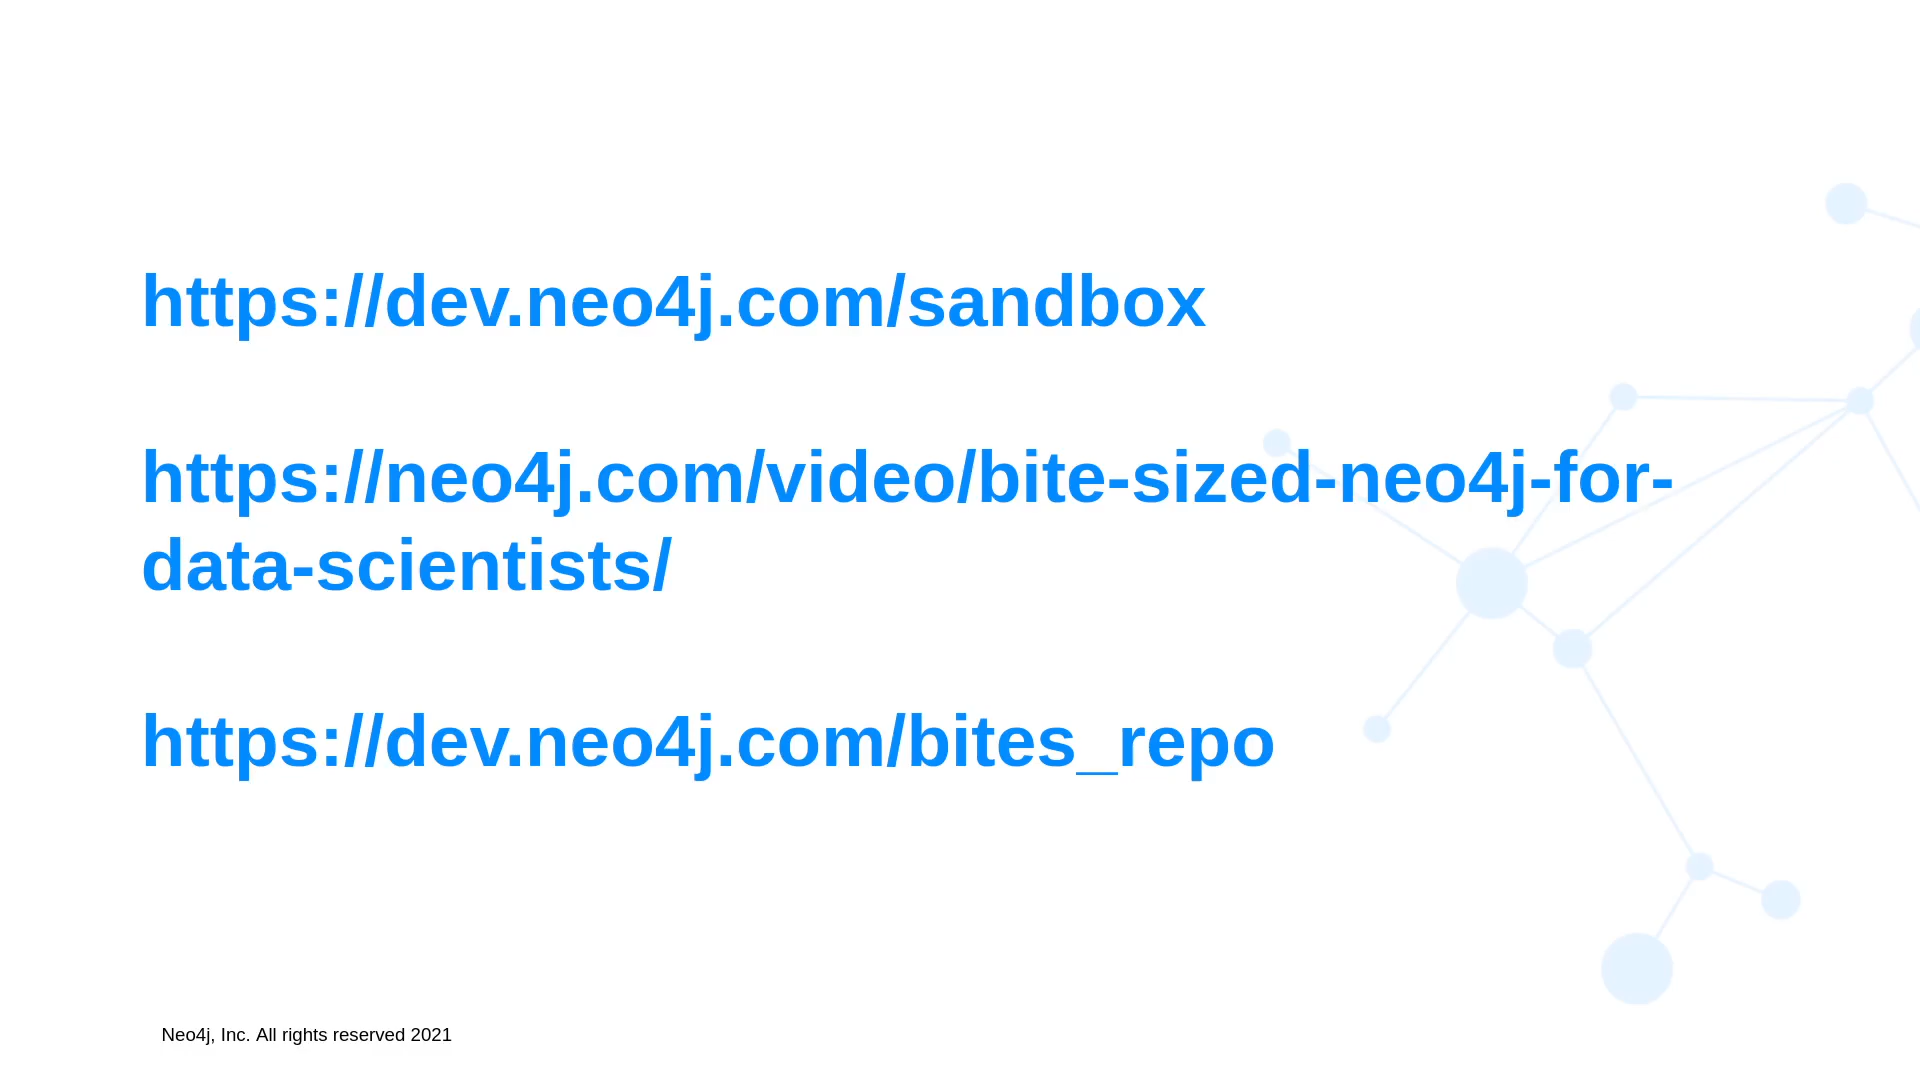 https://dev.neo4j.com/sandbox
https://neo4j.com/video/bite-sized-neo4j-for-
data-scientists/
https://dev.neo4j.com/bites_repo
Neo4j, Inc. All rights reserved 2021